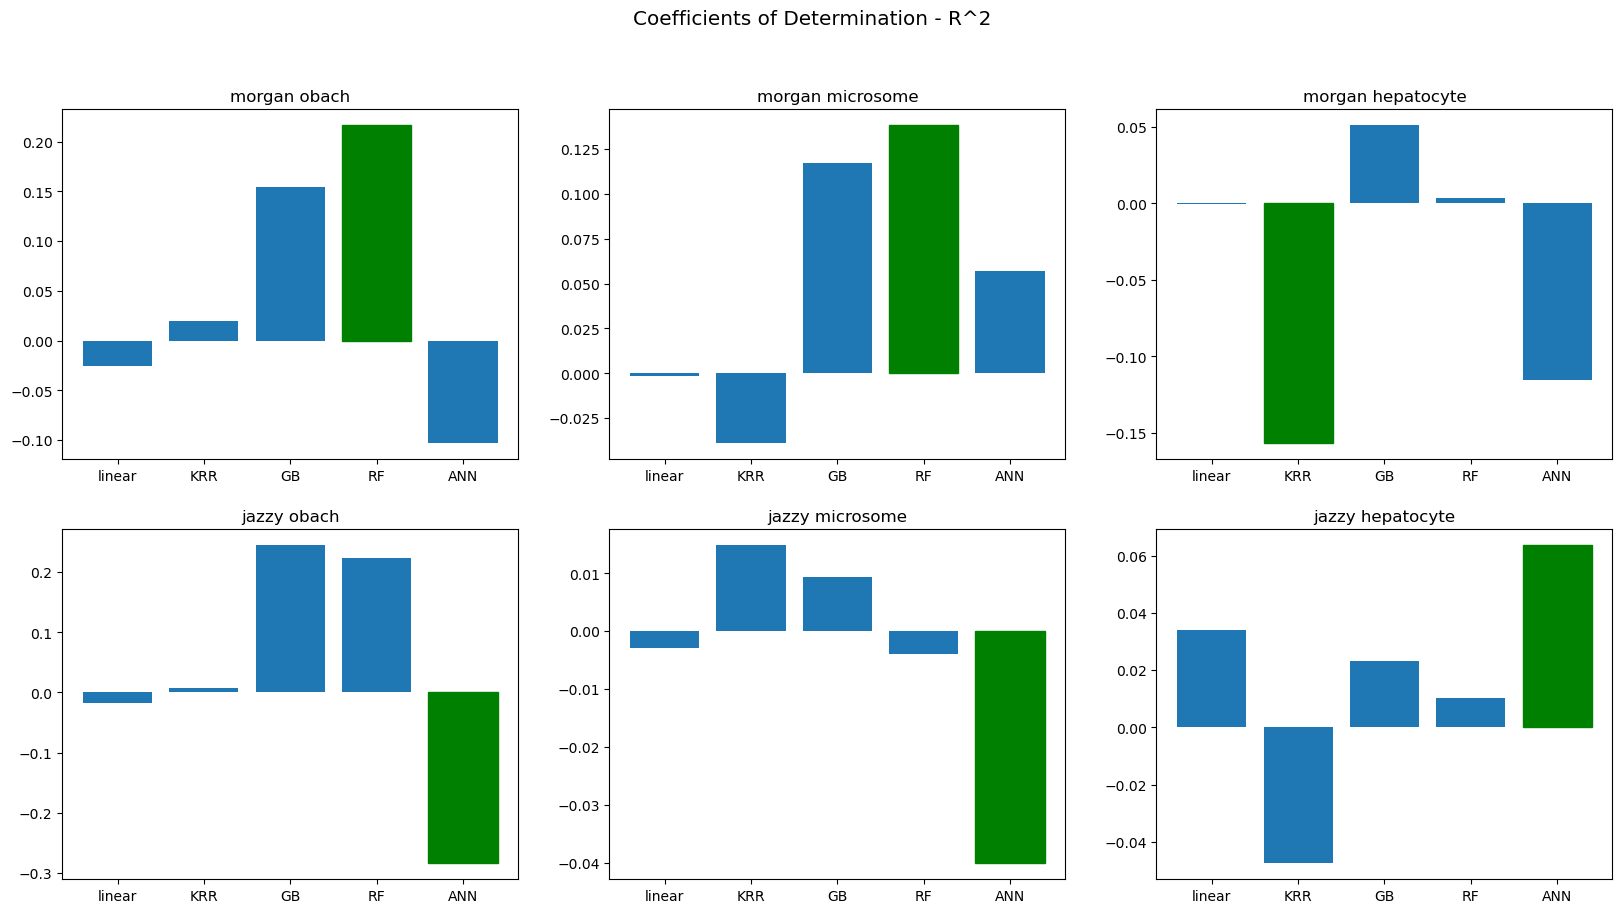 Coefficients of Determination - R^2
morgan obach
0.20
0.15
0.10
0.05
0.00
−0.05
−0.10
linear KRR GB RF ANN
morgan microsome
0.125
0.100
0.075
0.050
0.025
0.000
−0.025
linear KRR GB RF ANN
morgan hepatocyte
0.05
0.00
−0.05
−0.10
−0.15
linear KRR GB RF ANN
jazzy obach
0.2
0.1
0.0
−0.1
−0.2
−0.3
linear KRR GB RF ANN
jazzy microsome
0.01
0.00
−0.01
−0.02
−0.03
−0.04
linear KRR GB RF ANN
jazzy hepatocyte
0.06
0.04
0.02
0.00
−0.02
−0.04
linear KRR GB RF ANN